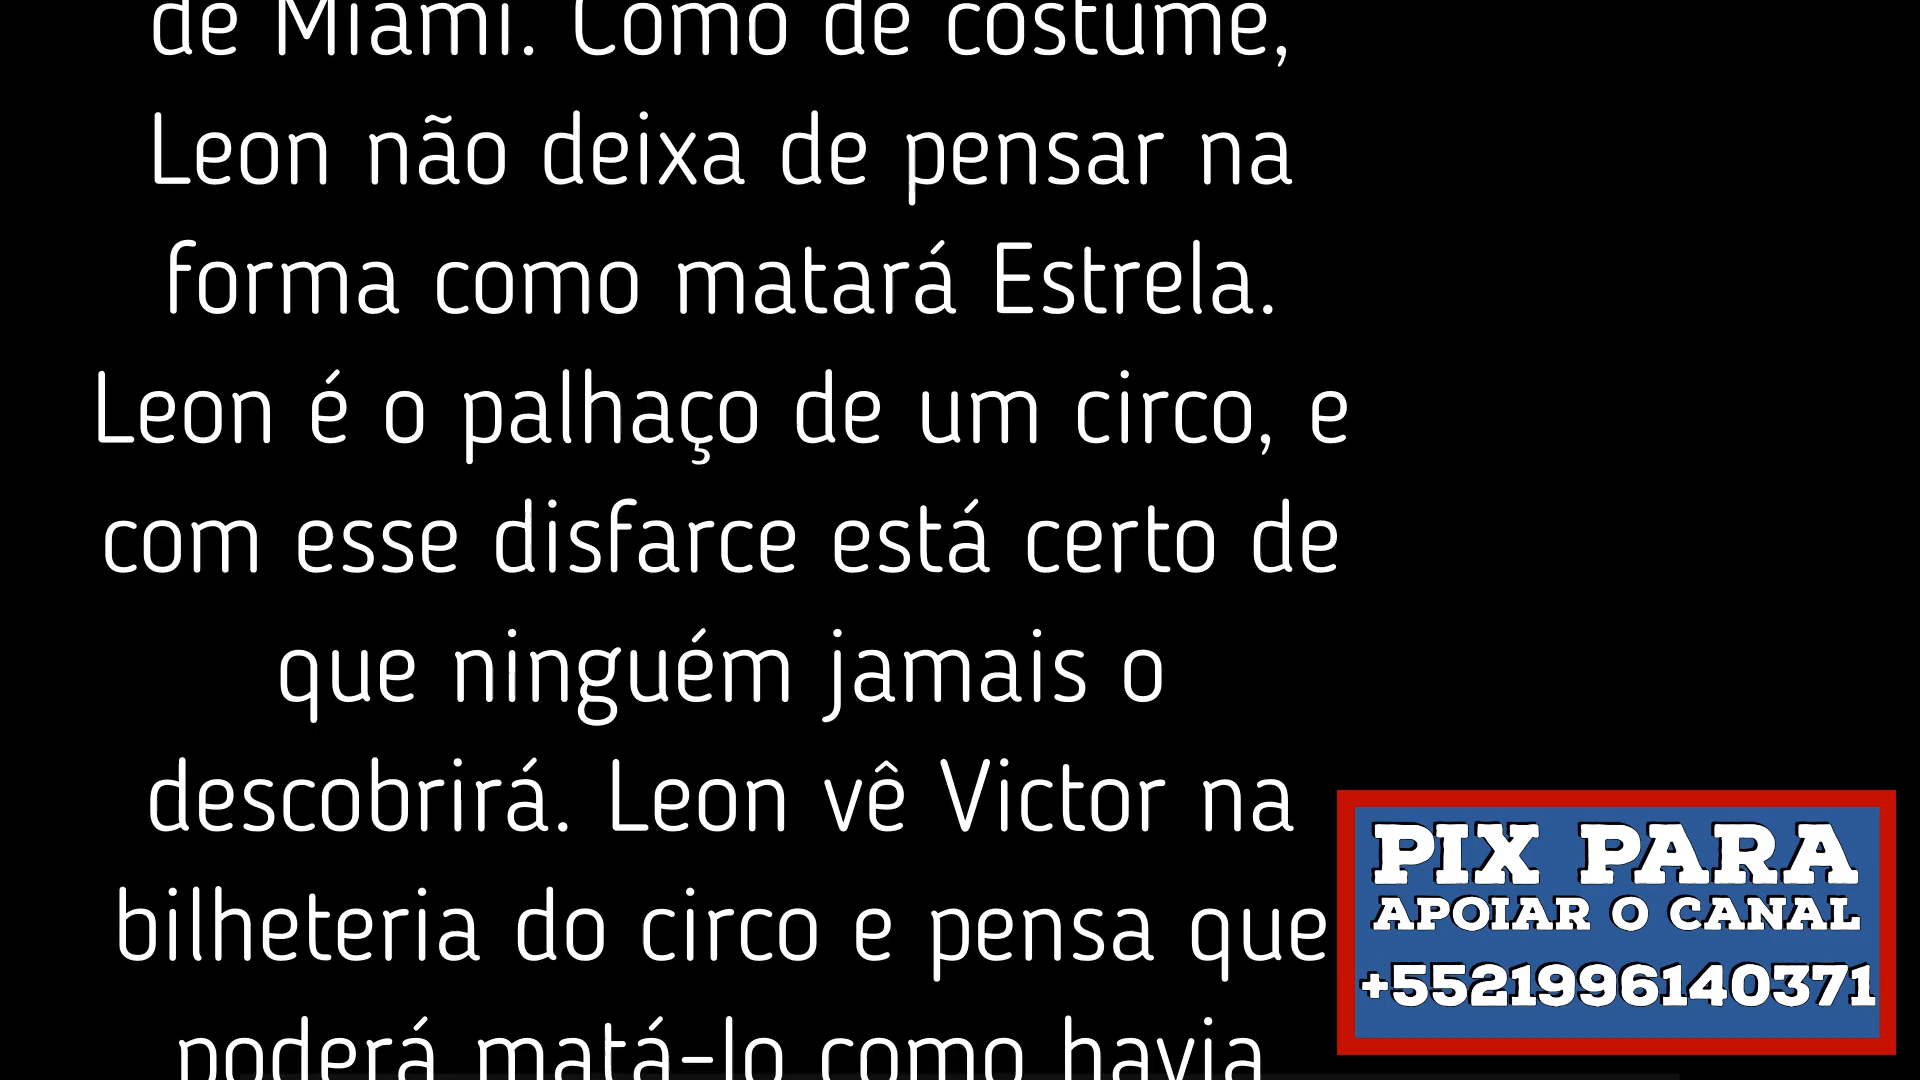 de Miami. Como de costume,
Leon não deixa de pensar na
forma como matará Estrela.
Leon é o palhaço de um circo, e
com esse disfarce está certo de
que ninguém jamais o
descobrirá. Leon vê Victor na
bilheteria do circo e pensa que
poderá matá-lo como havia
PIX PARA
APOIAR O CANAL
+5521996140371